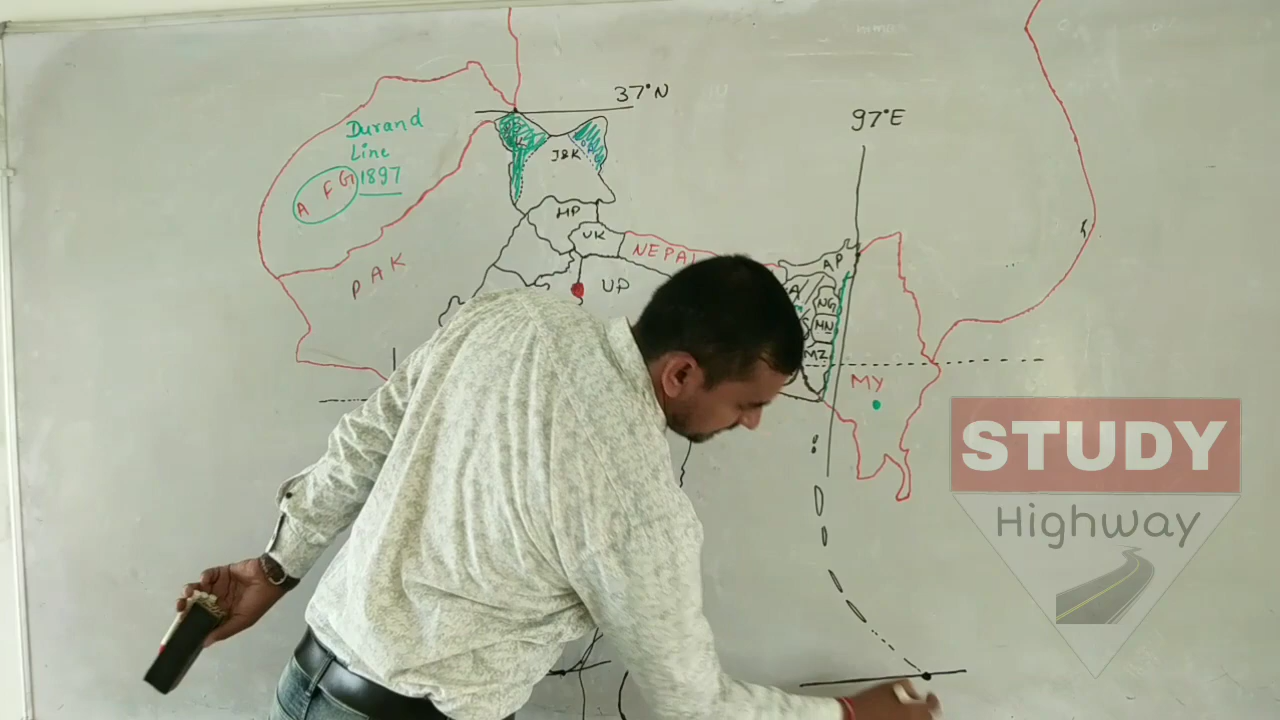 37°N
97°E
Durand
Line
1897
AFG
K
J&K
HP
UK
NEPAL
PAK
UP
AP
A
NG
MN
MZ
MY
STUDY
Highway